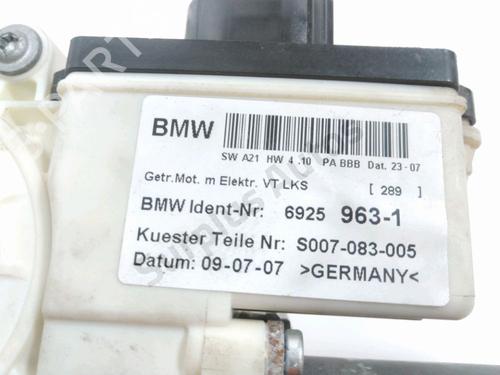 BMW
SW A21 HW 4 .10 PA BBB Dat. 23-07
Getr.Mot. m Elektr. VT LKS [ 289 ]
BMW Ident-Nr: 6925 963-1
Kuester Teile Nr: S007-083-005
Datum: 09-07-07 >GERMANY<